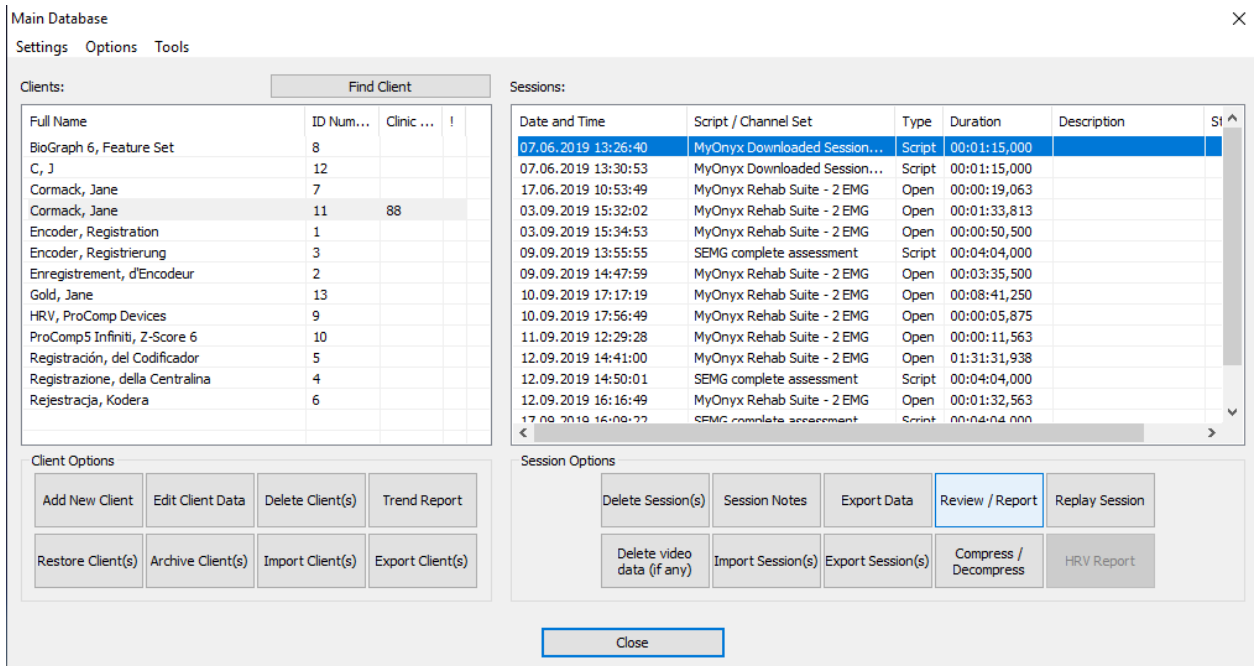 Main Database
Settings Options Tools
Clients: Find Client
Full Name ID Num... Clinic ... !
BioGraph 6, Feature Set 8
C, J 12
Cormack, Jane 7
Cormack, Jane 11 88
Encoder, Registration 1
Encoder, Registrierung 3
Enregistrement, d'Encodeur 2
Gold, Jane 13
HRV, ProComp Devices 9
ProComp5 Infiniti, Z-Score 6 10
Registración, del Codificador 5
Registrazione, della Centralina 4
Rejestracja, Kodera 6
Sessions:
Date and Time Script / Channel Set Type Duration Description St
07.06.2019 13:26:40 MyOnyx Downloaded Session... Script 00:01:15,000
07.06.2019 13:30:53 MyOnyx Downloaded Session... Script 00:01:15,000
17.06.2019 10:53:49 MyOnyx Rehab Suite - 2 EMG Open 00:00:19,063
03.09.2019 15:32:02 MyOnyx Rehab Suite - 2 EMG Open 00:01:33,813
03.09.2019 15:34:53 MyOnyx Rehab Suite - 2 EMG Open 00:00:50,500
09.09.2019 13:55:55 SEMG complete assessment Script 00:04:04,000
09.09.2019 14:47:59 MyOnyx Rehab Suite - 2 EMG Open 00:03:35,500
10.09.2019 17:17:19 MyOnyx Rehab Suite - 2 EMG Open 00:08:41,250
10.09.2019 17:56:49 MyOnyx Rehab Suite - 2 EMG Open 00:00:05,875
11.09.2019 12:29:28 MyOnyx Rehab Suite - 2 EMG Open 00:00:11,563
12.09.2019 14:41:00 MyOnyx Rehab Suite - 2 EMG Open 01:31:31,938
12.09.2019 14:50:01 SEMG complete assessment Script 00:04:04,000
12.09.2019 16:16:49 MyOnyx Rehab Suite - 2 EMG Open 00:01:32,563
17.09.2019 16:09:22 SEMG complete assessment Script 00:04:04,000
Client Options
Add New Client Edit Client Data Delete Client(s) Trend Report
Restore Client(s) Archive Client(s) Import Client(s) Export Client(s)
Session Options
Delete Session(s) Session Notes Export Data Review / Report Replay Session
Delete video
data (if any) Import Session(s) Export Session(s) Compress /
Decompress HRV Report
Close